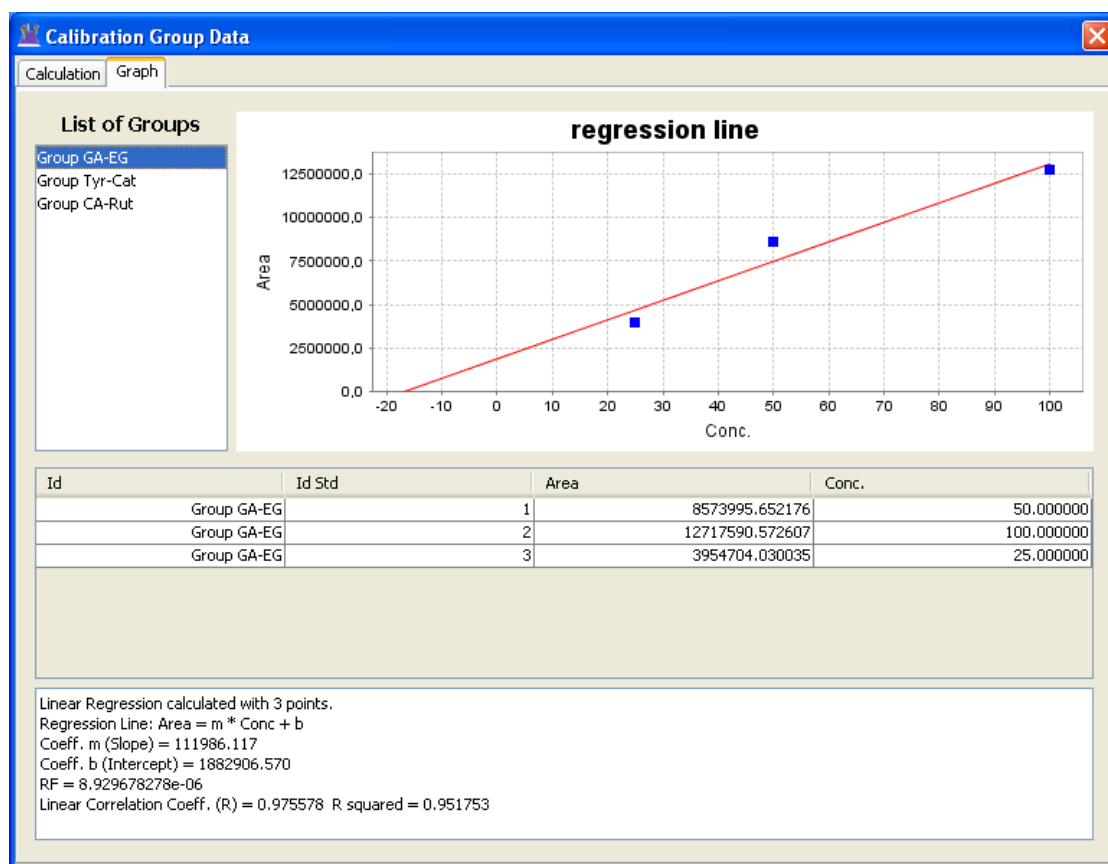 Calibration Group Data
Calculation Graph
List of Groups
Group GA-EG
Group Tyr-Cat
Group CA-Rut
regression line
Area
12500000,0
10000000,0
7500000,0
5000000,0
2500000,0
0,0
-20 -10 0 10 20 30 40 50 60 70 80 90 100
Conc.
Id Id Std Area Conc.
Group GA-EG 1 8573995.652176 50.000000
Group GA-EG 2 12717590.572607 100.000000
Group GA-EG 3 3954704.030035 25.000000
Linear Regression calculated with 3 points.
Regression Line: Area = m * Conc + b
Coeff. m (Slope) = 111986.117
Coeff. b (Intercept) = 1882906.570
RF = 8.929678278e-06
Linear Correlation Coeff. (R) = 0.975578 R squared = 0.951753